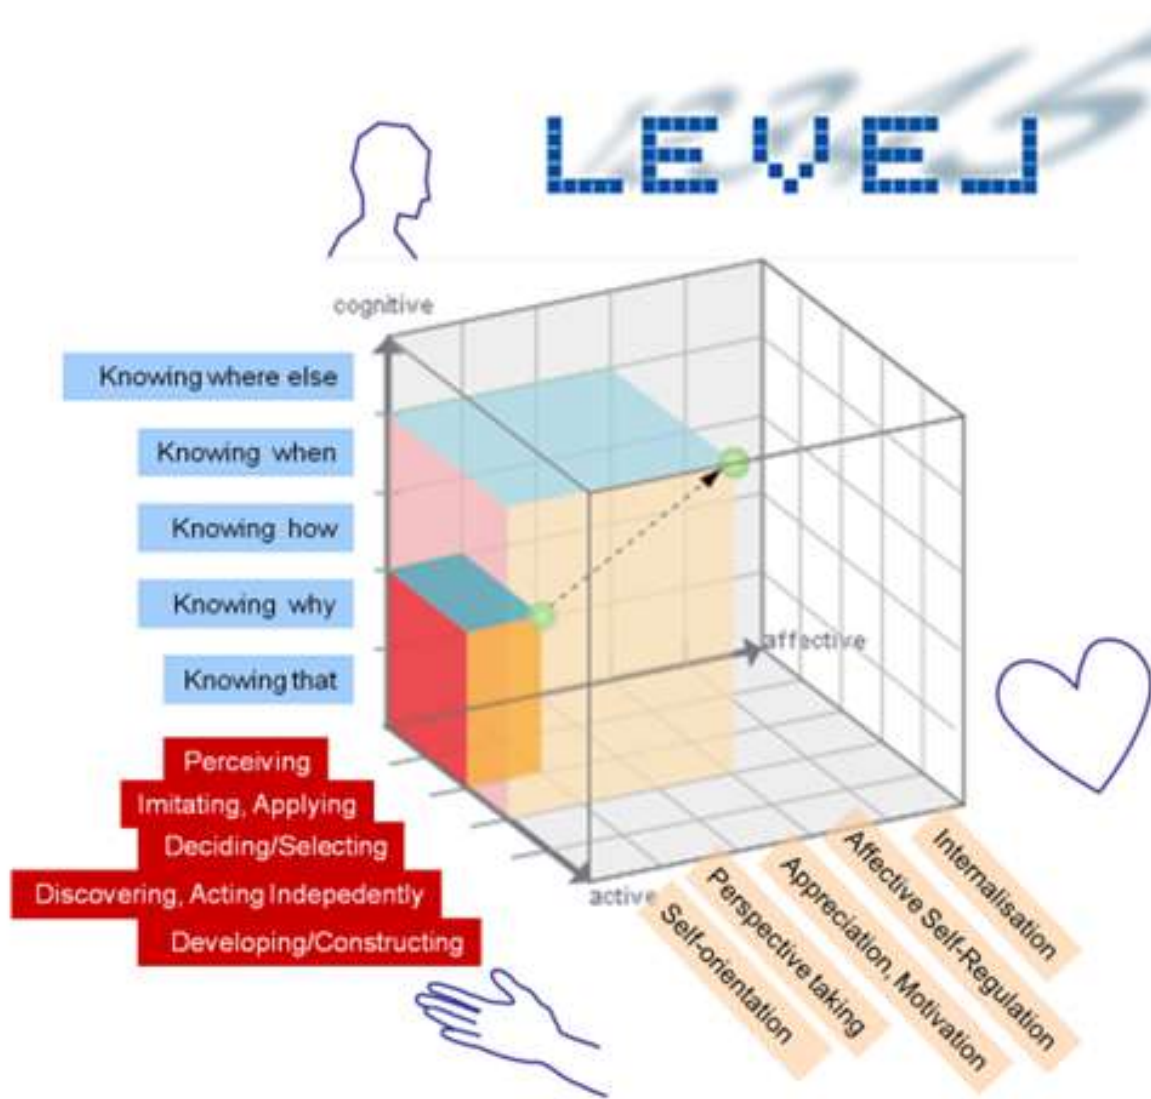 LEVEL
cognitive
Knowing where else
Knowing when
Knowing how
Knowing why
Knowing that
affective
Perceiving
Imitating, Applying
Deciding/Selecting
Discovering, Acting Indepedently
Developing/Constructing
active
Self-orientation
Perspective taking
Appreciation, Motivation
Affective Self-Regulation
Internalisation